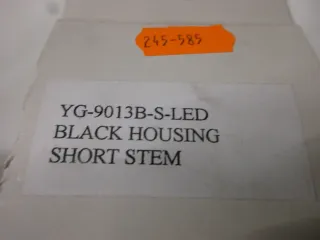 245-585
YG-9013B-S-LED
BLACK HOUSING
SHORT STEM